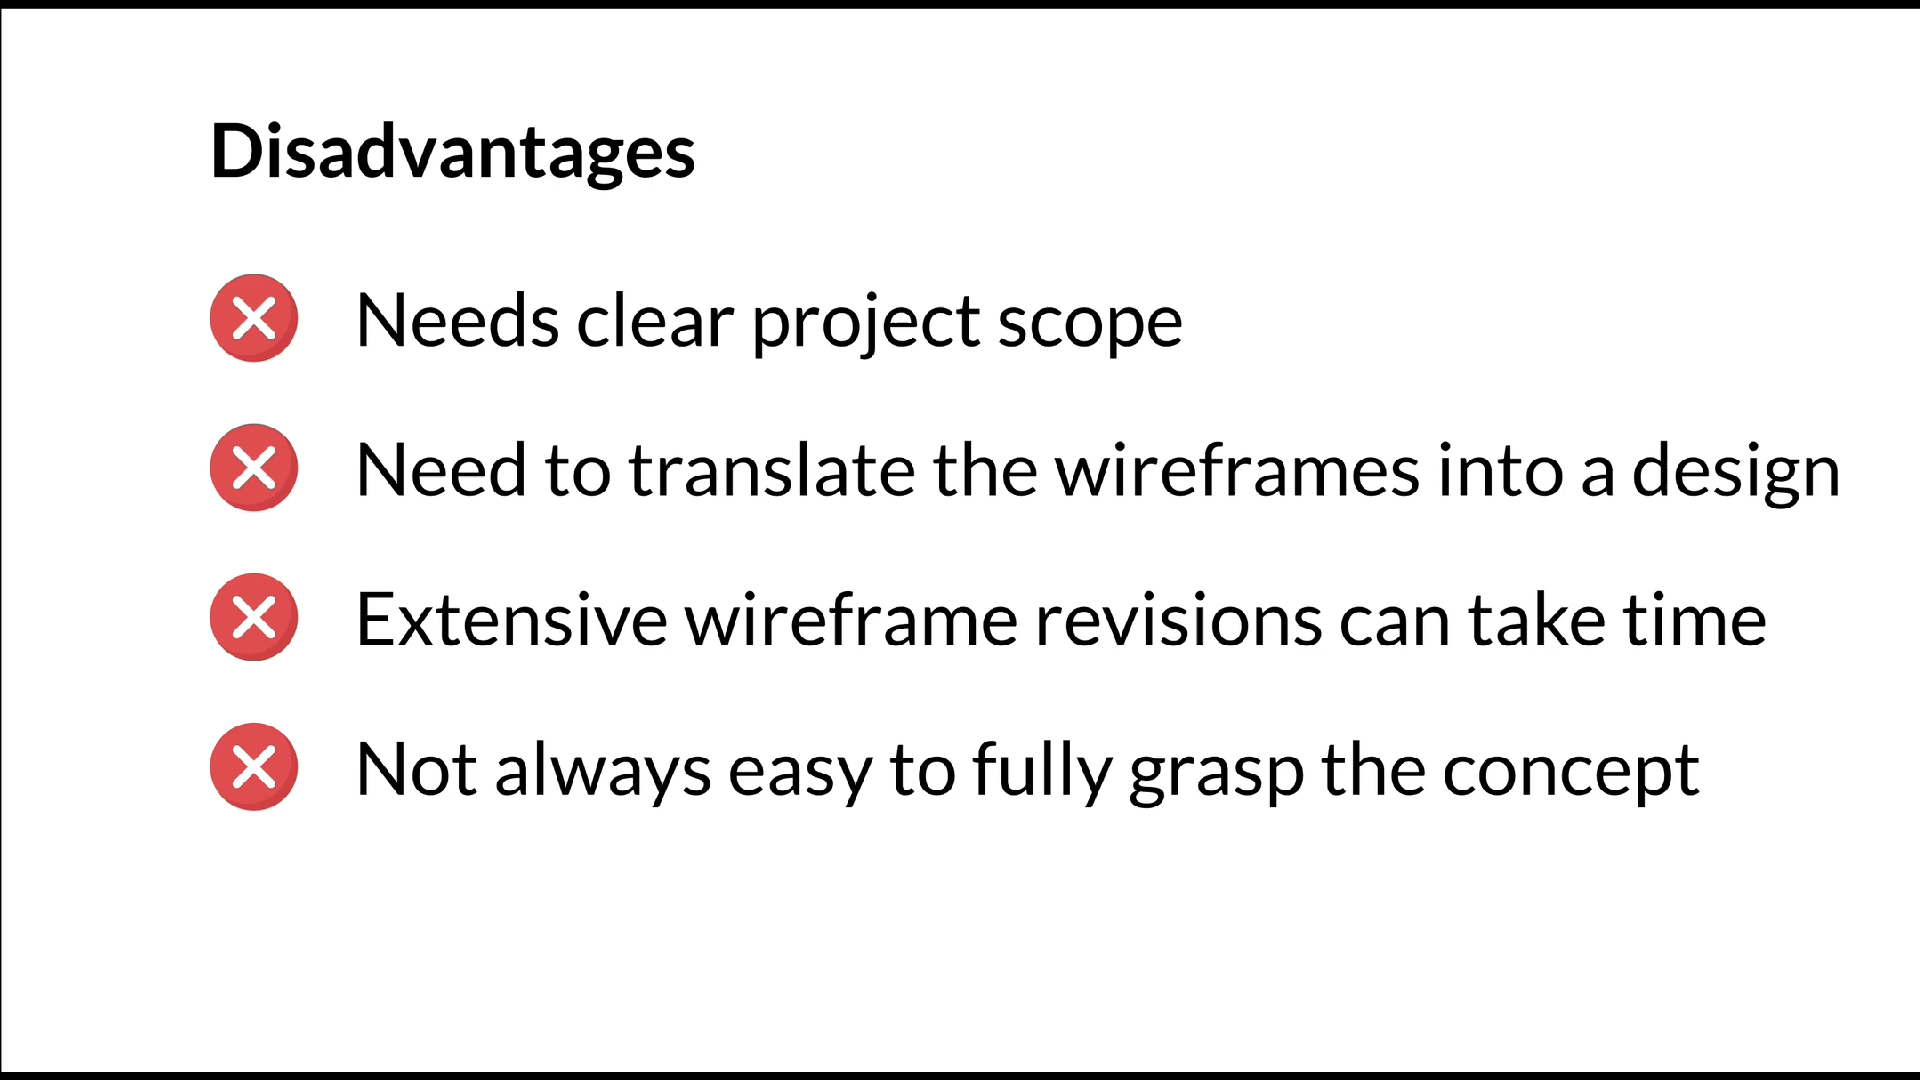 Disadvantages
Needs clear project scope
Need to translate the wireframes into a design
Extensive wireframe revisions can take time
Not always easy to fully grasp the concept